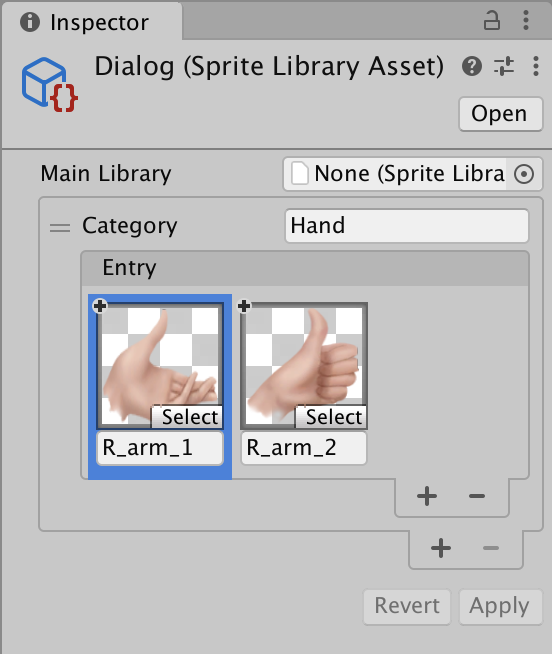 Inspector
Dialog (Sprite Library Asset)
Open
Main Library
None (Sprite Libra
Category
Hand
Entry
Select
Select
R_arm_1
R_arm_2
Revert
Apply